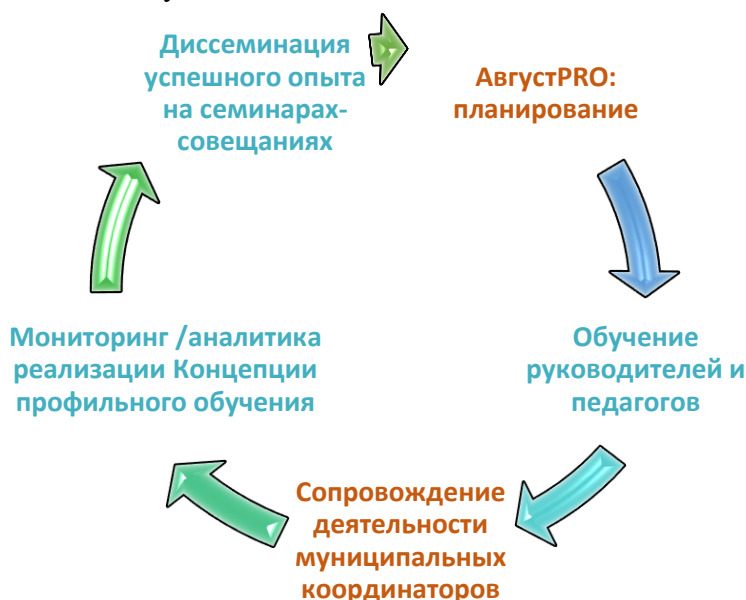 Диссеминация
успешного опыта
на семинарах-
совещаниях
АвгустPRO:
планирование
Обучение
руководителей и
педагогов
Сопровождение
деятельности
муниципальных
координаторов
Мониторинг /аналитика
реализации Концепции
профильного обучения